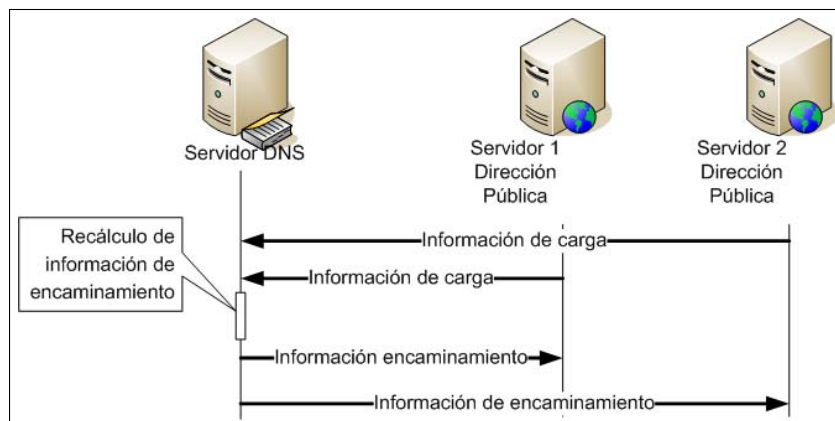 Servidor DNS
Servidor 1
Dirección
Pública
Servidor 2
Dirección
Pública
Recálculo de
información de
encaminamiento
Información de carga
Información de carga
Información encaminamiento
Información de encaminamiento